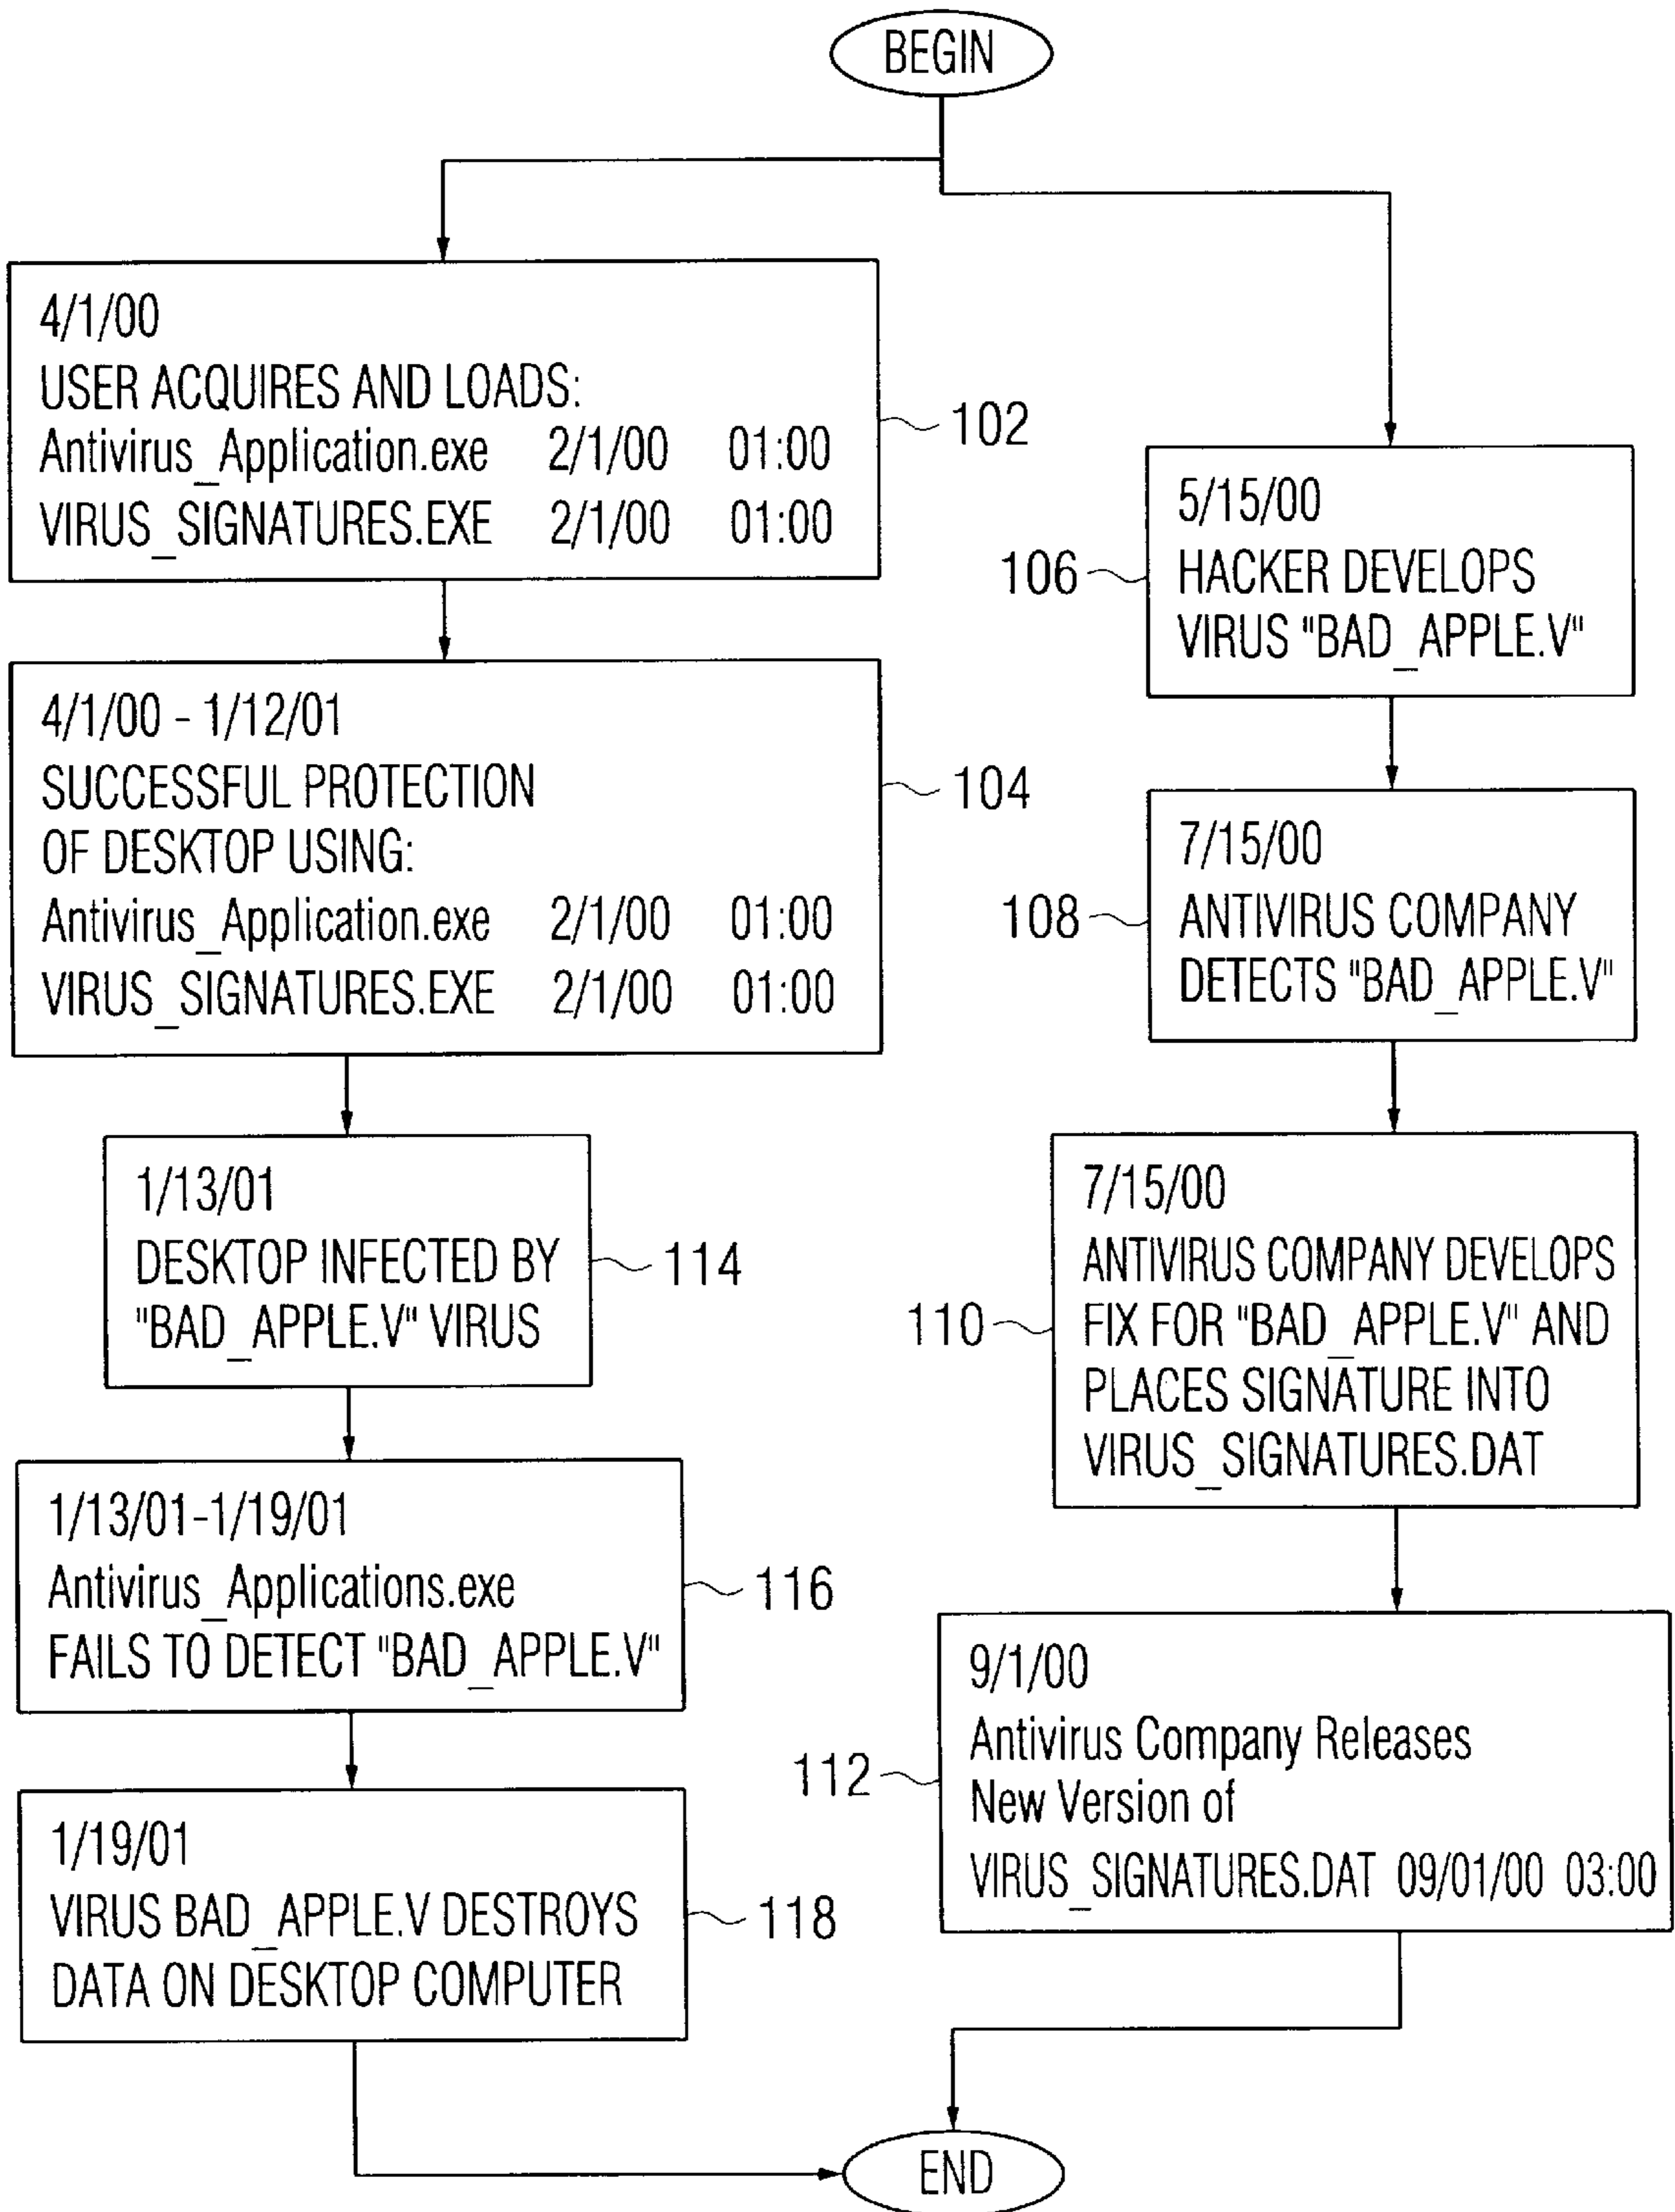 BEGIN
4/1/00
USER ACQUIRES AND LOADS:
Antivirus_Application.exe 2/1/00 01:00
VIRUS_SIGNATURES.EXE 2/1/00 01:00
102
4/1/00 - 1/12/01
SUCCESSFUL PROTECTION
OF DESKTOP USING:
Antivirus_Application.exe 2/1/00 01:00
VIRUS_SIGNATURES.EXE 2/1/00 01:00
104
1/13/01
DESKTOP INFECTED BY
"BAD_APPLE.V" VIRUS
114
1/13/01-1/19/01
Antivirus_Applications.exe
FAILS TO DETECT "BAD_APPLE.V"
116
1/19/01
VIRUS BAD_APPLE.V DESTROYS
DATA ON DESKTOP COMPUTER
118
5/15/00
HACKER DEVELOPS
VIRUS "BAD_APPLE.V"
106
7/15/00
ANTIVIRUS COMPANY
DETECTS "BAD_APPLE.V"
108
7/15/00
ANTIVIRUS COMPANY DEVELOPS
FIX FOR "BAD_APPLE.V" AND
PLACES SIGNATURE INTO
VIRUS_SIGNATURES.DAT
110
9/1/00
Antivirus Company Releases
New Version of
VIRUS_SIGNATURES.DAT 09/01/00 03:00
112
END